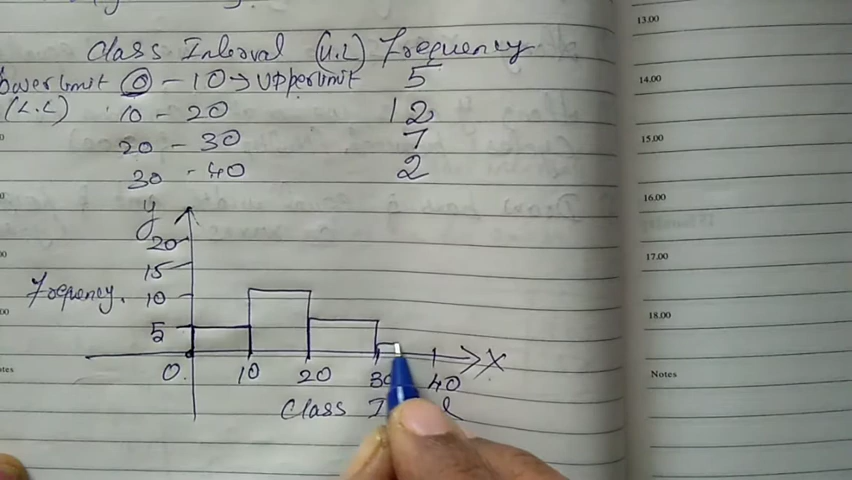 Class Interval (U.L) Frequency
Lower limit 0 - 10 → Upper limit 5
(L.L) 10 - 20 12
20 - 30 7
30 - 40 2
y
20
15
Frequency. 10
5
0. 10 20 30 40 X
Class
13.00
14.00
15.00
16.00
17.00
18.00
Notes